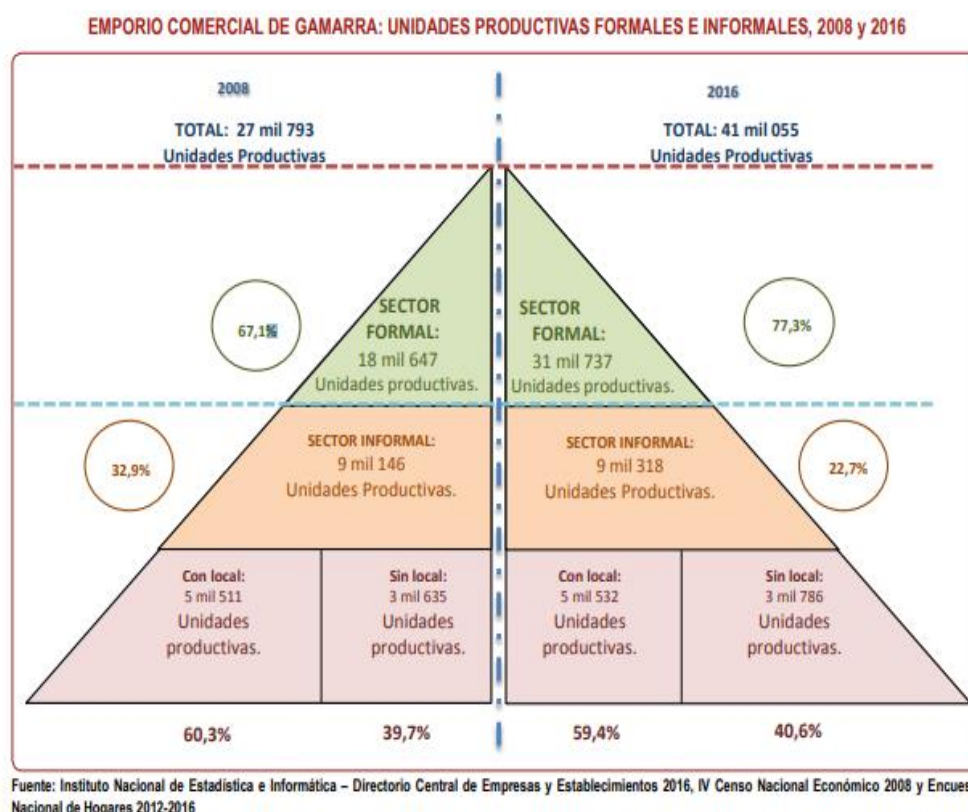 EMPORIO COMERCIAL DE GAMARRA: UNIDADES PRODUCTIVAS FORMALES E INFORMALES, 2008 y 2016
2008
TOTAL: 27 mil 793
Unidades Productivas
2016
TOTAL: 41 mil 055
Unidades Productivas
67,1%
SECTOR
FORMAL:
18 mil 647
Unidades productivas.
SECTOR
FORMAL:
31 mil 737
Unidades productivas.
77,3%
32,9%
SECTOR INFORMAL:
9 mil 146
Unidades Productivas.
SECTOR INFORMAL:
9 mil 318
Unidades Productivas.
22,7%
Con local:
5 mil 511
Unidades
productivas.
Sin local:
3 mil 635
Unidades
productivas.
Con local:
5 mil 532
Unidades
productivas.
Sin local:
3 mil 786
Unidades
productivas.
60,3%
39,7%
59,4%
40,6%
Fuente: Instituto Nacional de Estadística e Informática – Directorio Central de Empresas y Establecimientos 2016, IV Censo Nacional Económico 2008 y Encue
Nacional de Hogares 2012-2016